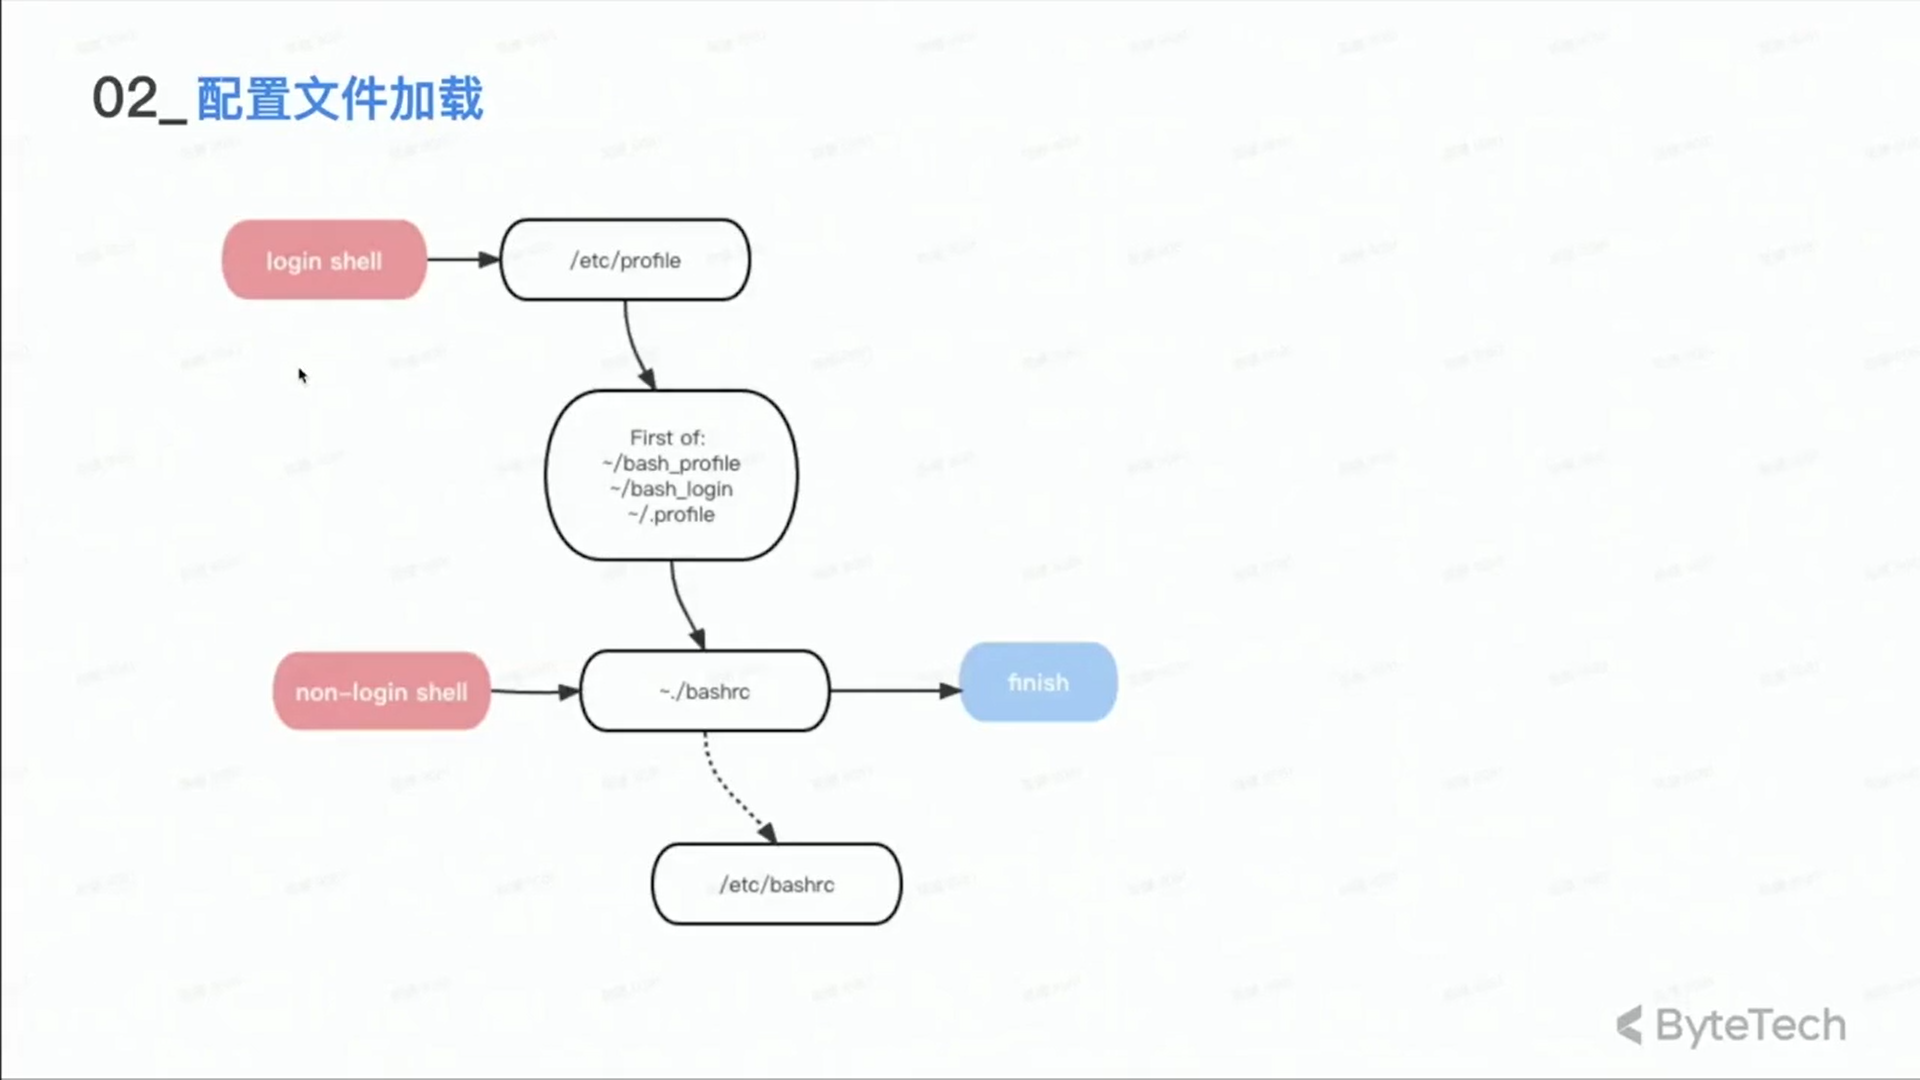 02_配置文件加载
login shell
/etc/profile
First of:
~/bash_profile
~/bash_login
~/.profile
non-login shell
~./bashrc
finish
/etc/bashrc
ByteTech